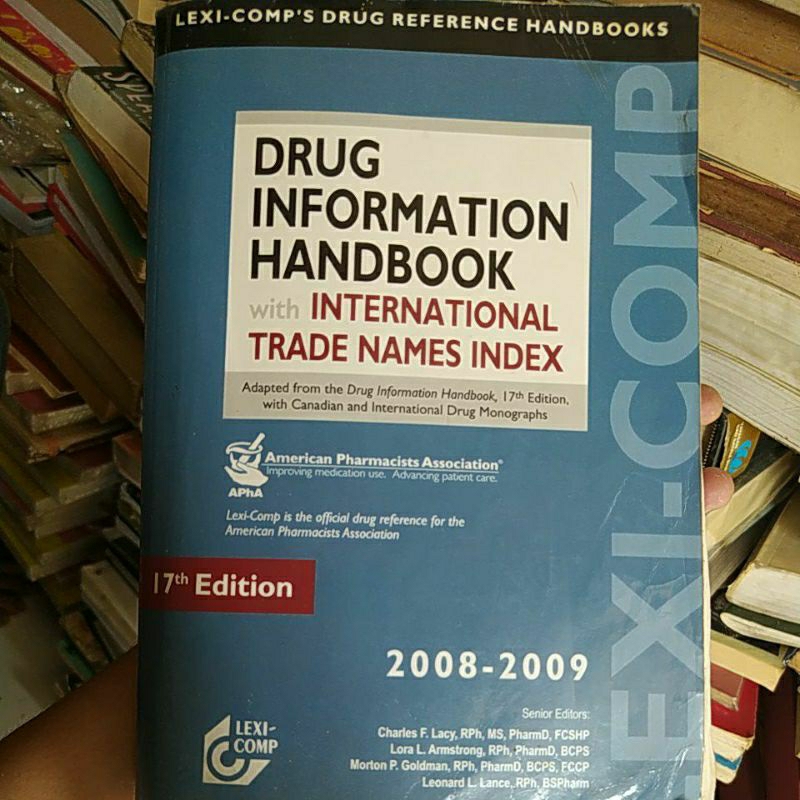 LEXI-COMP'S DRUG REFERENCE HANDBOOKS
DRUG
INFORMATION
HANDBOOK
with INTERNATIONAL
TRADE NAMES INDEX
Adapted from the Drug Information Handbook, 17th Edition,
with Canadian and International Drug Monographs
American Pharmacists Association®
Improving medication use. Advancing patient care.
APhA
Lexi-Comp is the official drug reference for the
American Pharmacists Association
17th Edition
2008-2009
Senior Editors:
Charles F. Lacy, RPh, MS, PharmD, FCSHP
Lora L. Armstrong, RPh, PharmD, BCPS
Morton P. Goldman, RPh, PharmD, BCPS, FCCP
Leonard L. Lance, RPh, BSPharm
LEXI-
COMP
LEXI-COMP